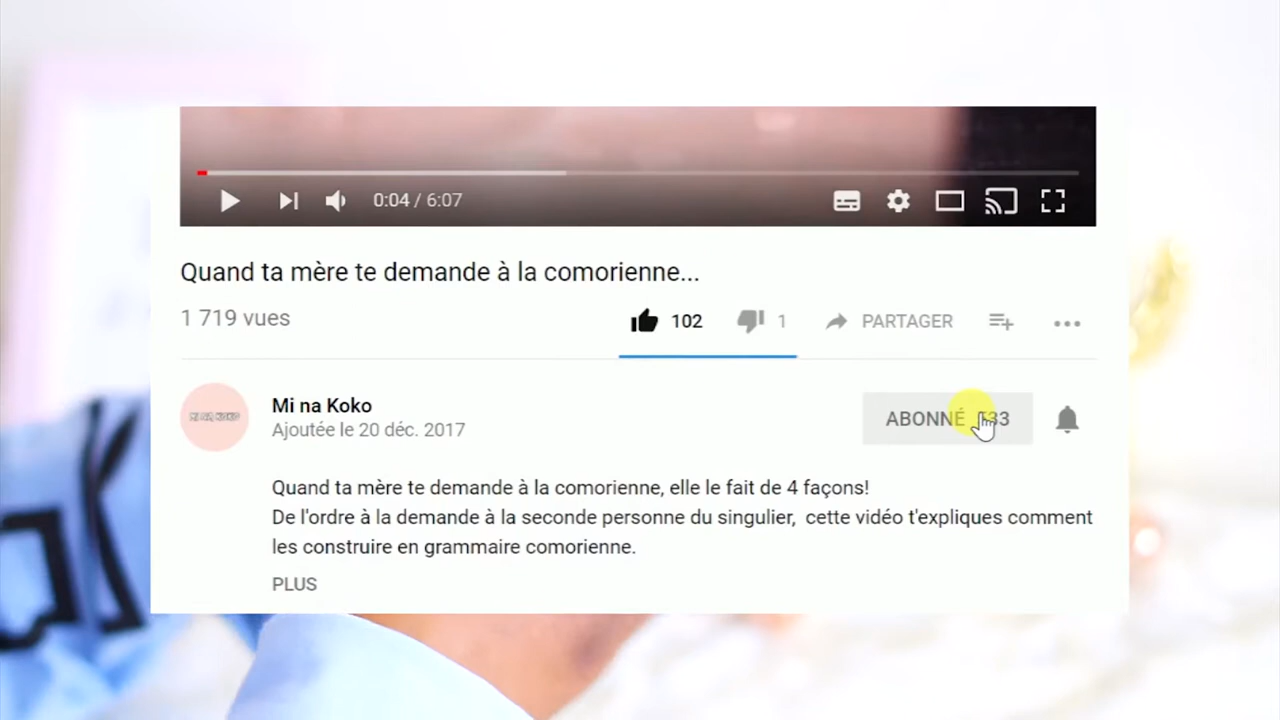 0:04 / 6:07
Quand ta mère te demande à la comorienne...
1 719 vues
102
1
PARTAGER
Mi na Koko
Ajoutée le 20 déc. 2017
ABONNÉ
Quand ta mère te demande à la comorienne, elle le fait de 4 façons!
De l'ordre à la demande à la seconde personne du singulier, cette vidéo t'expliques comment
les construire en grammaire comorienne.
PLUS